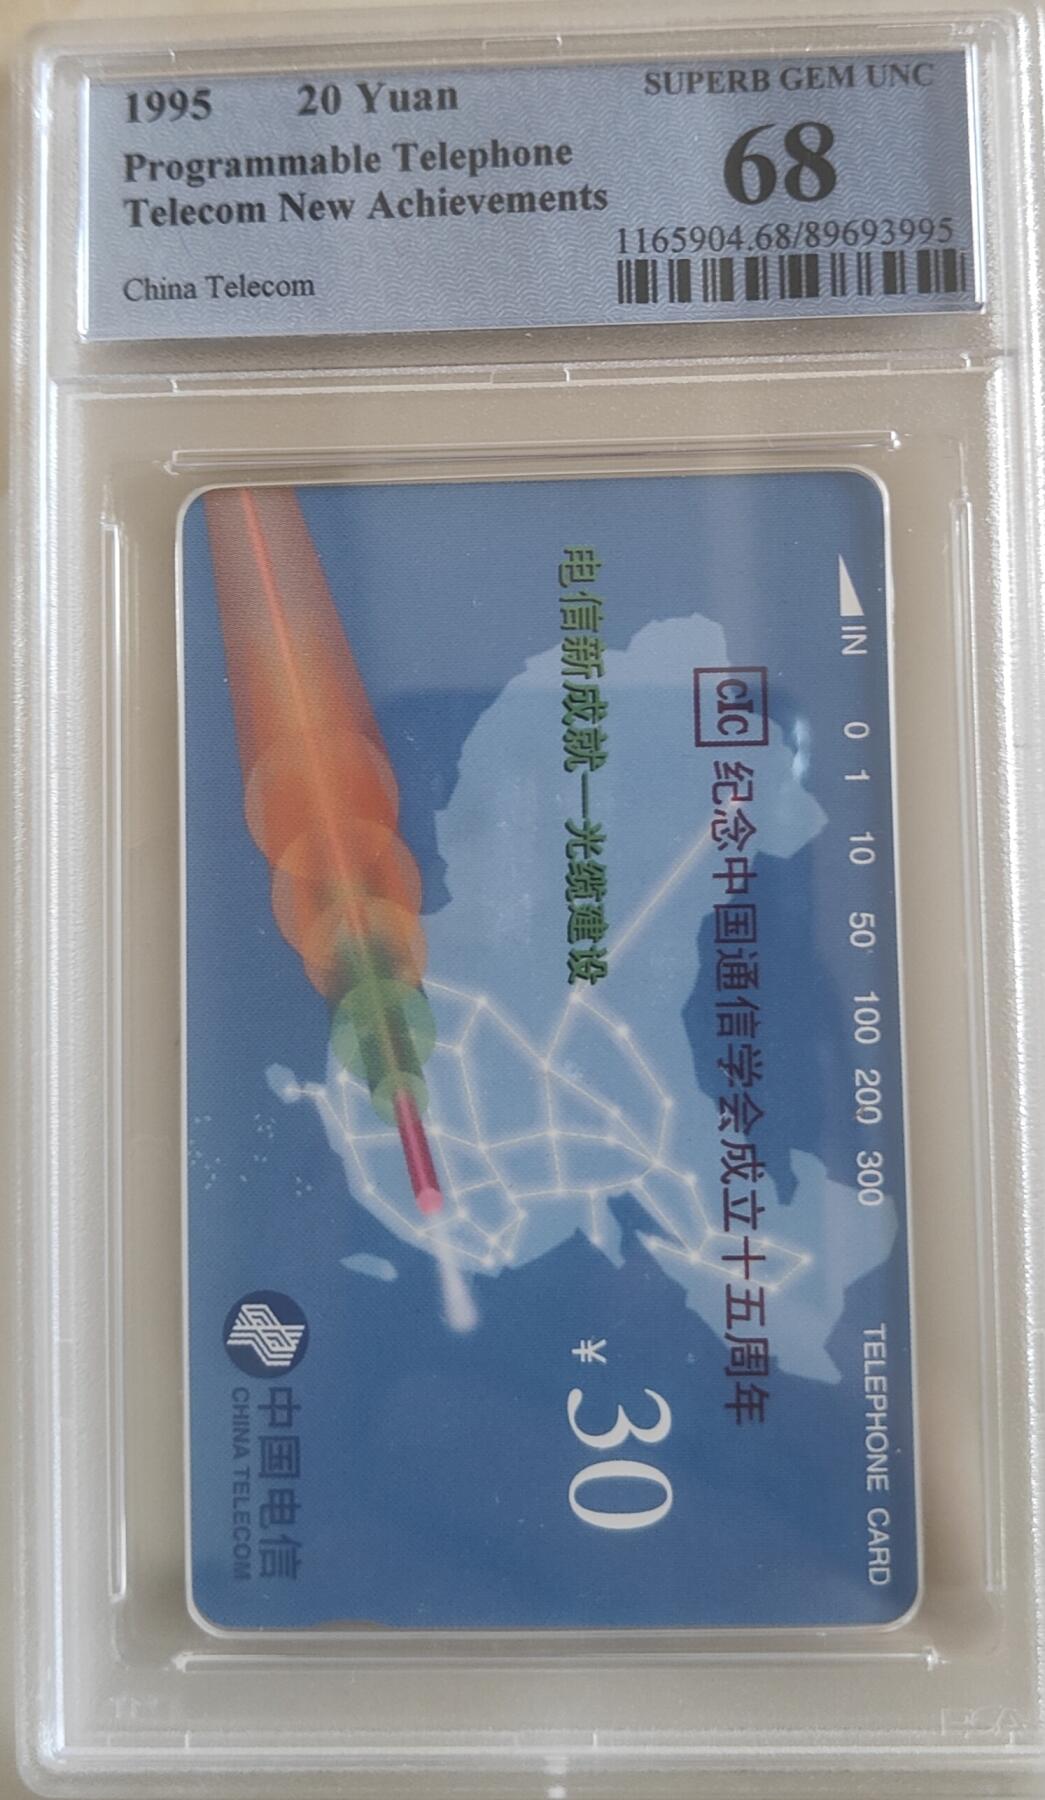 1995 20 Yuan
Programmable Telephone
Telecom New Achievements
China Telecom
SUPERB GEM UNC
68
1165904.68/89693995
IN 0 1 10 50 100 200 300 TELEPHONE CARD
cIc 纪念中国通信学会成立十五周年
电信新成就—光缆建设
¥30
中国电信
CHINA TELECOM